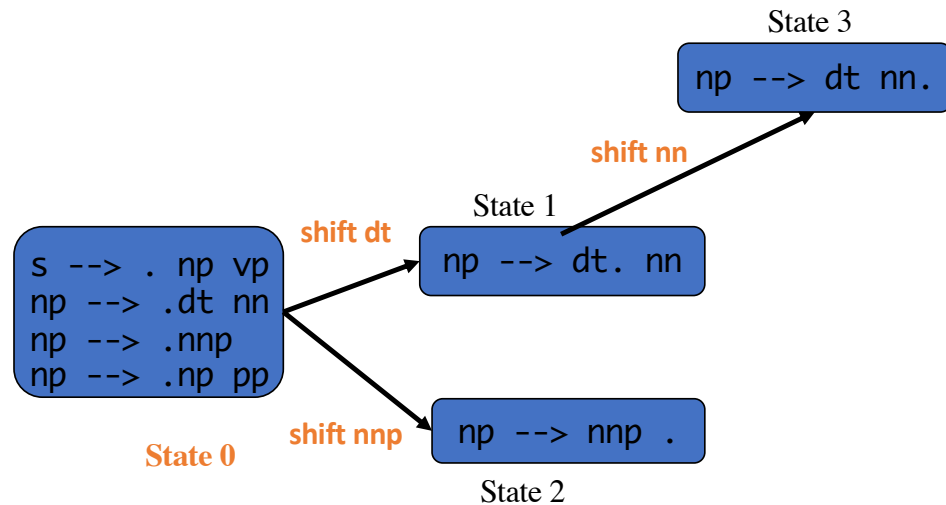 State 3
np --> dt nn.
shift nn
State 1
shift dt
np --> dt. nn
s --> . np vp
np --> .dt nn
np --> .nnp
np --> .np pp
shift nnp
np --> nnp .
State 0
State 2